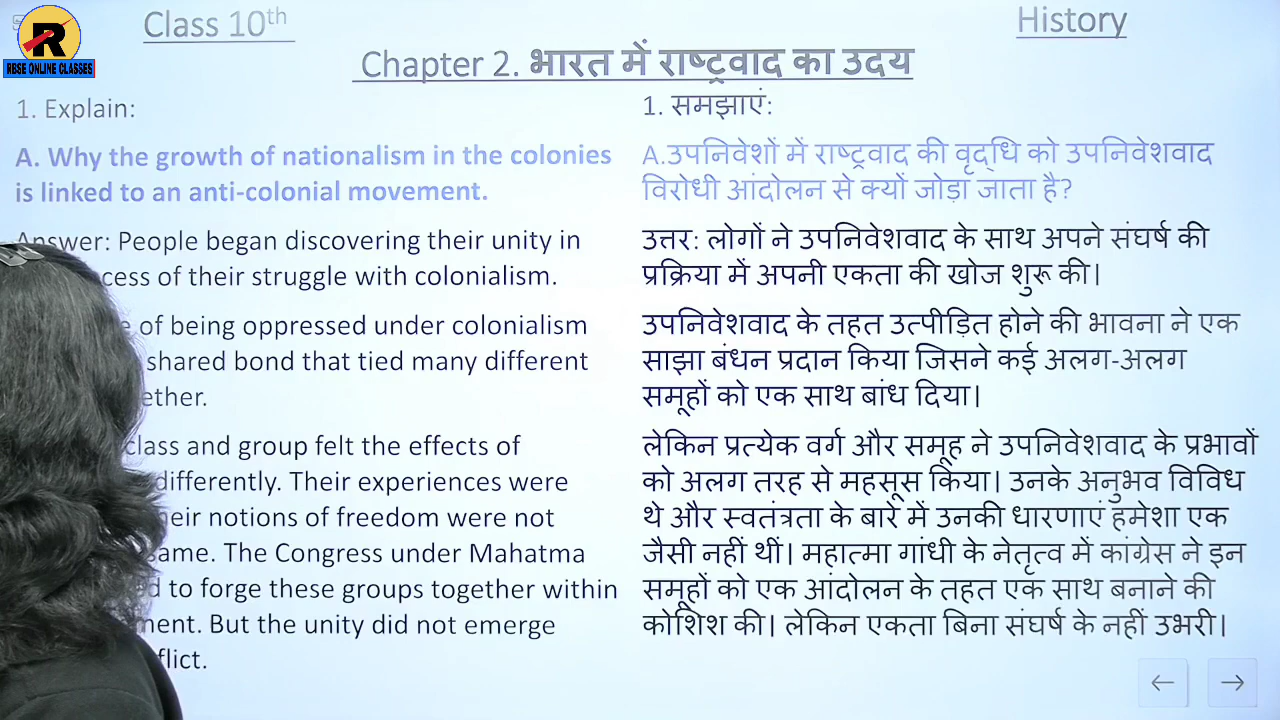 R
RBSE ONLINE CLASSES
Class 10th
History
Chapter 2. भारत में राष्ट्रवाद का उदय
1. Explain:
A. Why the growth of nationalism in the colonies
is linked to an anti-colonial movement.
Answer: People began discovering their unity in
of their struggle with colonialism.
of being oppressed under colonialism
shared bond that tied many different
class and group felt the effects of
differently. Their experiences were
notions of freedom were not
same. The Congress under Mahatma
to forge these groups together within
But the unity did not emerge
1. समझाएं:
A.उपनिवेशों में राष्ट्रवाद की वृद्धि को उपनिवेशवाद
विरोधी आंदोलन से क्यों जोड़ा जाता है?
उत्तर: लोगों ने उपनिवेशवाद के साथ अपने संघर्ष की
प्रक्रिया में अपनी एकता की खोज शुरू की।
उपनिवेशवाद के तहत उत्पीड़ित होने की भावना ने एक
साझा बंधन प्रदान किया जिसने कई अलग-अलग
समूहों को एक साथ बांध दिया।
लेकिन प्रत्येक वर्ग और समूह ने उपनिवेशवाद के प्रभावों
को अलग तरह से महसूस किया। उनके अनुभव विविध
थे और स्वतंत्रता के बारे में उनकी धारणाएं हमेशा एक
जैसी नहीं थीं। महात्मा गांधी के नेतृत्व में कांग्रेस ने इन
समूहों को एक आंदोलन के तहत एक साथ बनाने की
कोशिश की। लेकिन एकता बिना संघर्ष के नहीं उभरी।